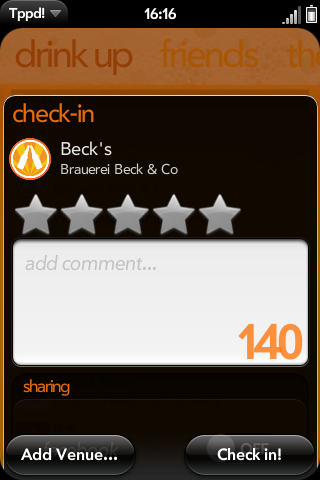 Tppd!
16:16
drink up friends the
check-in
Beck's
Brauerei Beck & Co
add comment...
140
sharing
facebook OFF
Add Venue...
Check in!